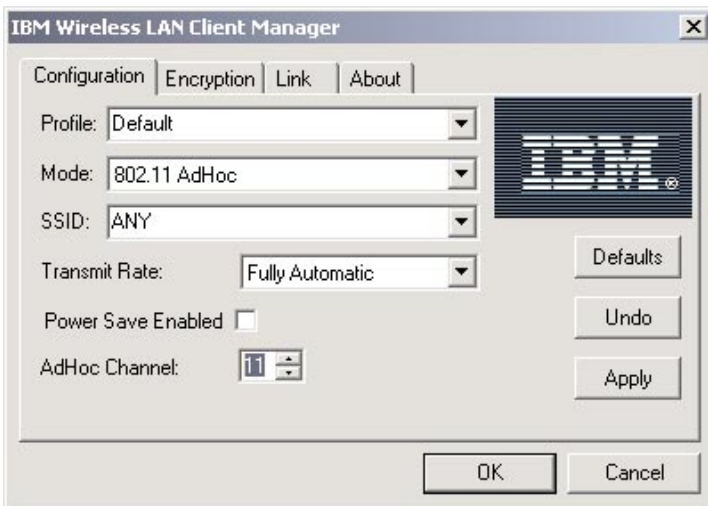 IBM Wireless LAN Client Manager
Configuration Encryption Link About
Profile: Default
IBM®
Mode: 802.11 AdHoc
SSID: ANY
Transmit Rate: Fully Automatic
Defaults
Power Save Enabled
Undo
AdHoc Channel: 11
Apply
OK Cancel